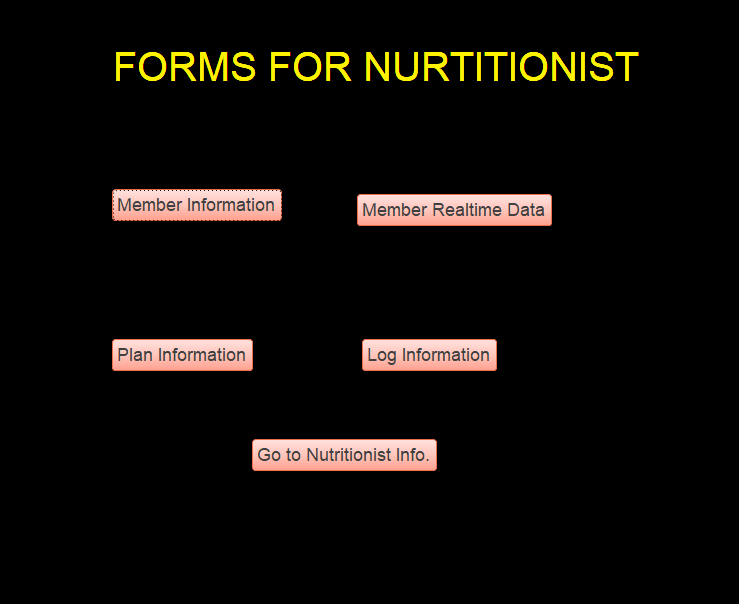 FORMS FOR NURTITIONIST
Member Information
Member Realtime Data
Plan Information
Log Information
Go to Nutritionist Info.